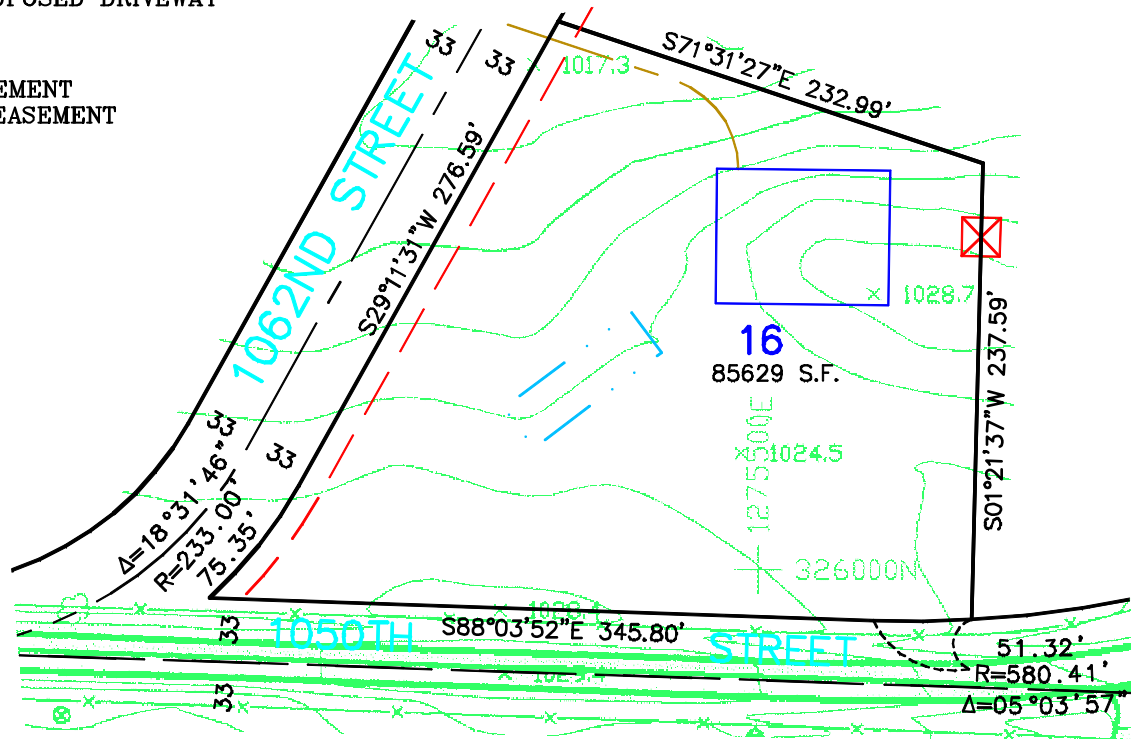 DRIVEWAY
EMENT
EASEMENT
33
33
1017.3
S71°31'27"E 232.99'
1062ND STREET
S29°11'31"W 276.59'
1028.7
16
85629 S.F.
S01°21'37"W 237.59'
33
33
1275500E
1024.5
Δ=18°31'46"
R=233.00'
75.35'
326000N
33
1050TH STREET
S88°03'52"E 345.80'
51.32'
R=580.41'
Δ=05°03'57"
33